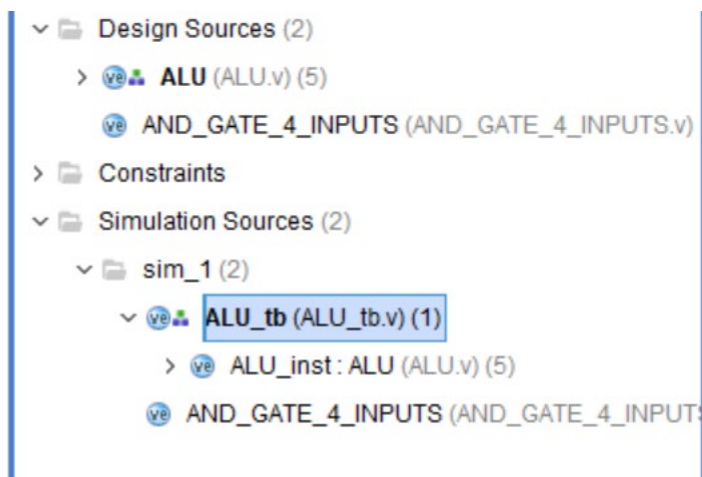 Design Sources (2)
ALU (ALU.v) (5)
AND_GATE_4_INPUTS (AND_GATE_4_INPUTS.v)
Constraints
Simulation Sources (2)
sim_1 (2)
ALU_tb (ALU_tb.v) (1)
ALU_inst : ALU (ALU.v) (5)
AND_GATE_4_INPUTS (AND_GATE_4_INPUTS